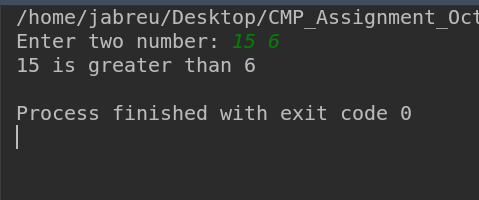 /home/jabreu/Desktop/CMP_Assignment_Oct
Enter two number: 15 6
15 is greater than 6
Process finished with exit code 0